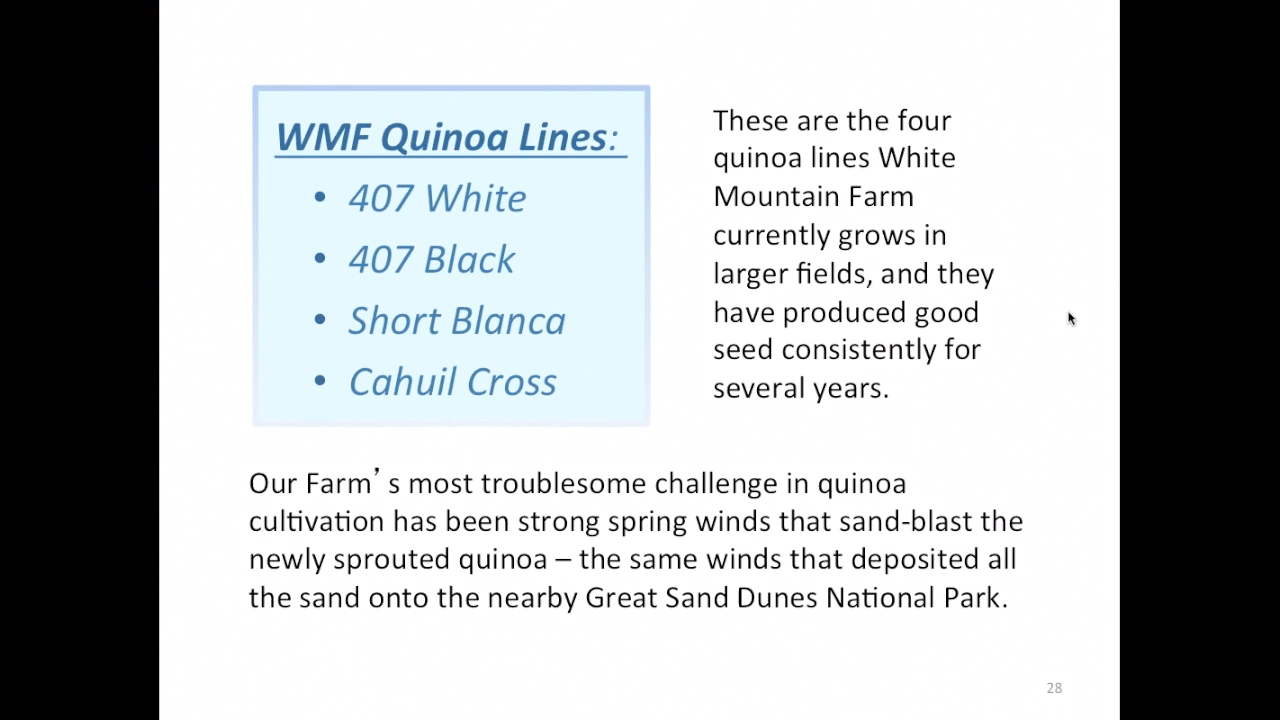 WMF Quinoa Lines:
• 407 White
• 407 Black
• Short Blanca
• Cahuil Cross
These are the four
quinoa lines White
Mountain Farm
currently grows in
larger fields, and they
have produced good
seed consistently for
several years.
Our Farm’s most troublesome challenge in quinoa
cultivation has been strong spring winds that sand-blast the
newly sprouted quinoa – the same winds that deposited all
the sand onto the nearby Great Sand Dunes National Park.
28